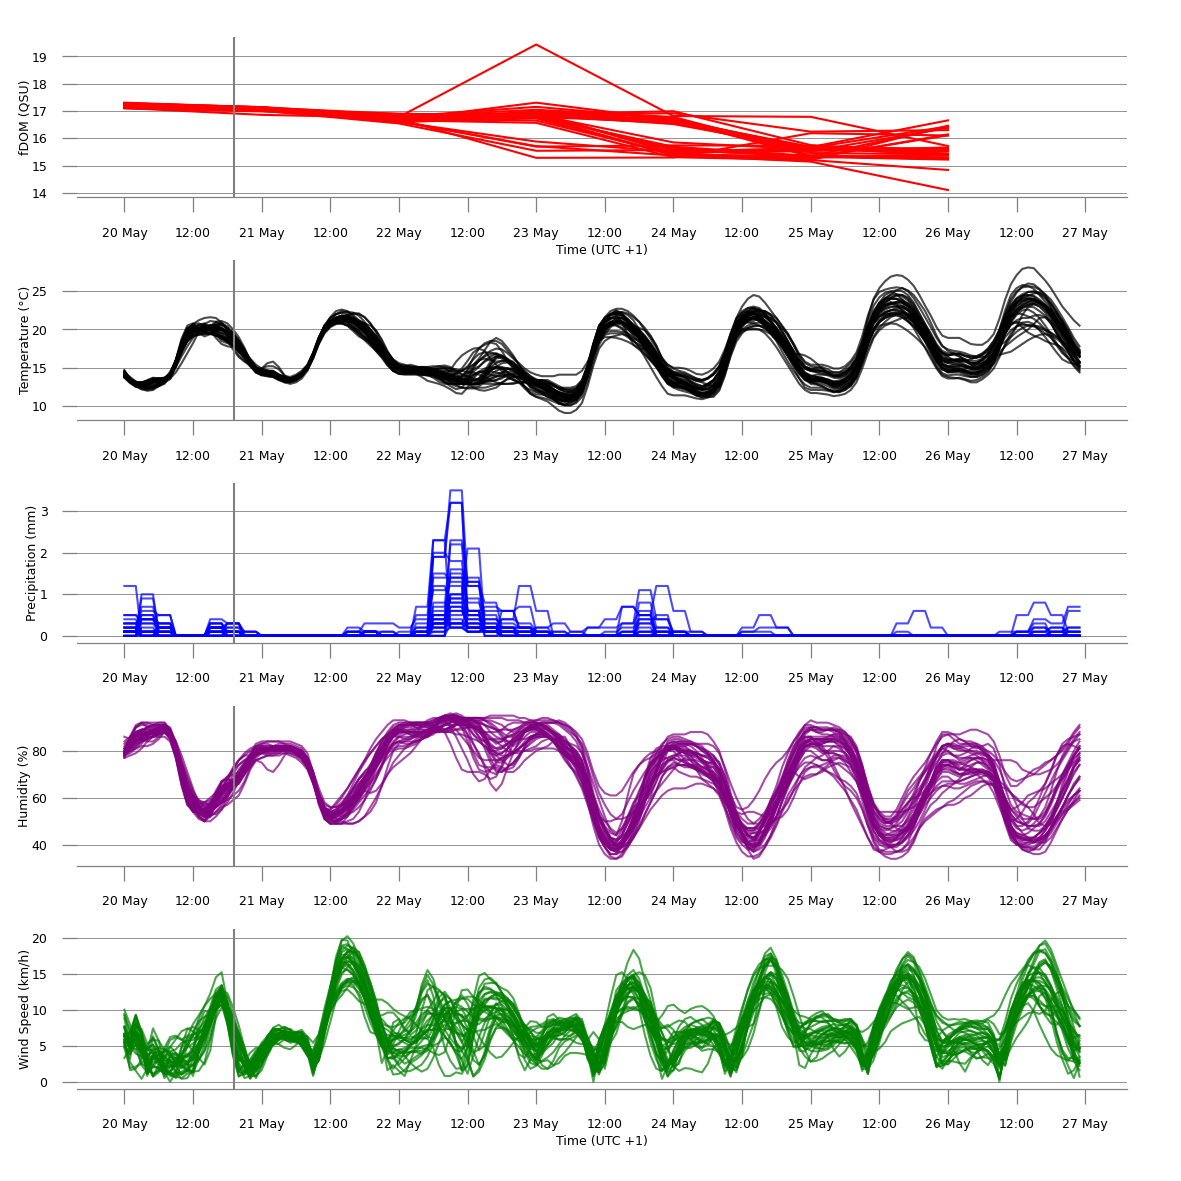 fDOM (QSU)
19
18
17
16
15
14
20 May 12:00 21 May 12:00 22 May 12:00 23 May 12:00 24 May 12:00 25 May 12:00 26 May 12:00 27 May
Time (UTC +1)
Temperature (°C)
25
20
15
10
20 May 12:00 21 May 12:00 22 May 12:00 23 May 12:00 24 May 12:00 25 May 12:00 26 May 12:00 27 May
Precipitation (mm)
3
2
1
0
20 May 12:00 21 May 12:00 22 May 12:00 23 May 12:00 24 May 12:00 25 May 12:00 26 May 12:00 27 May
Humidity (%)
80
60
40
20 May 12:00 21 May 12:00 22 May 12:00 23 May 12:00 24 May 12:00 25 May 12:00 26 May 12:00 27 May
Wind Speed (km/h)
20
15
10
5
0
20 May 12:00 21 May 12:00 22 May 12:00 23 May 12:00 24 May 12:00 25 May 12:00 26 May 12:00 27 May
Time (UTC +1)